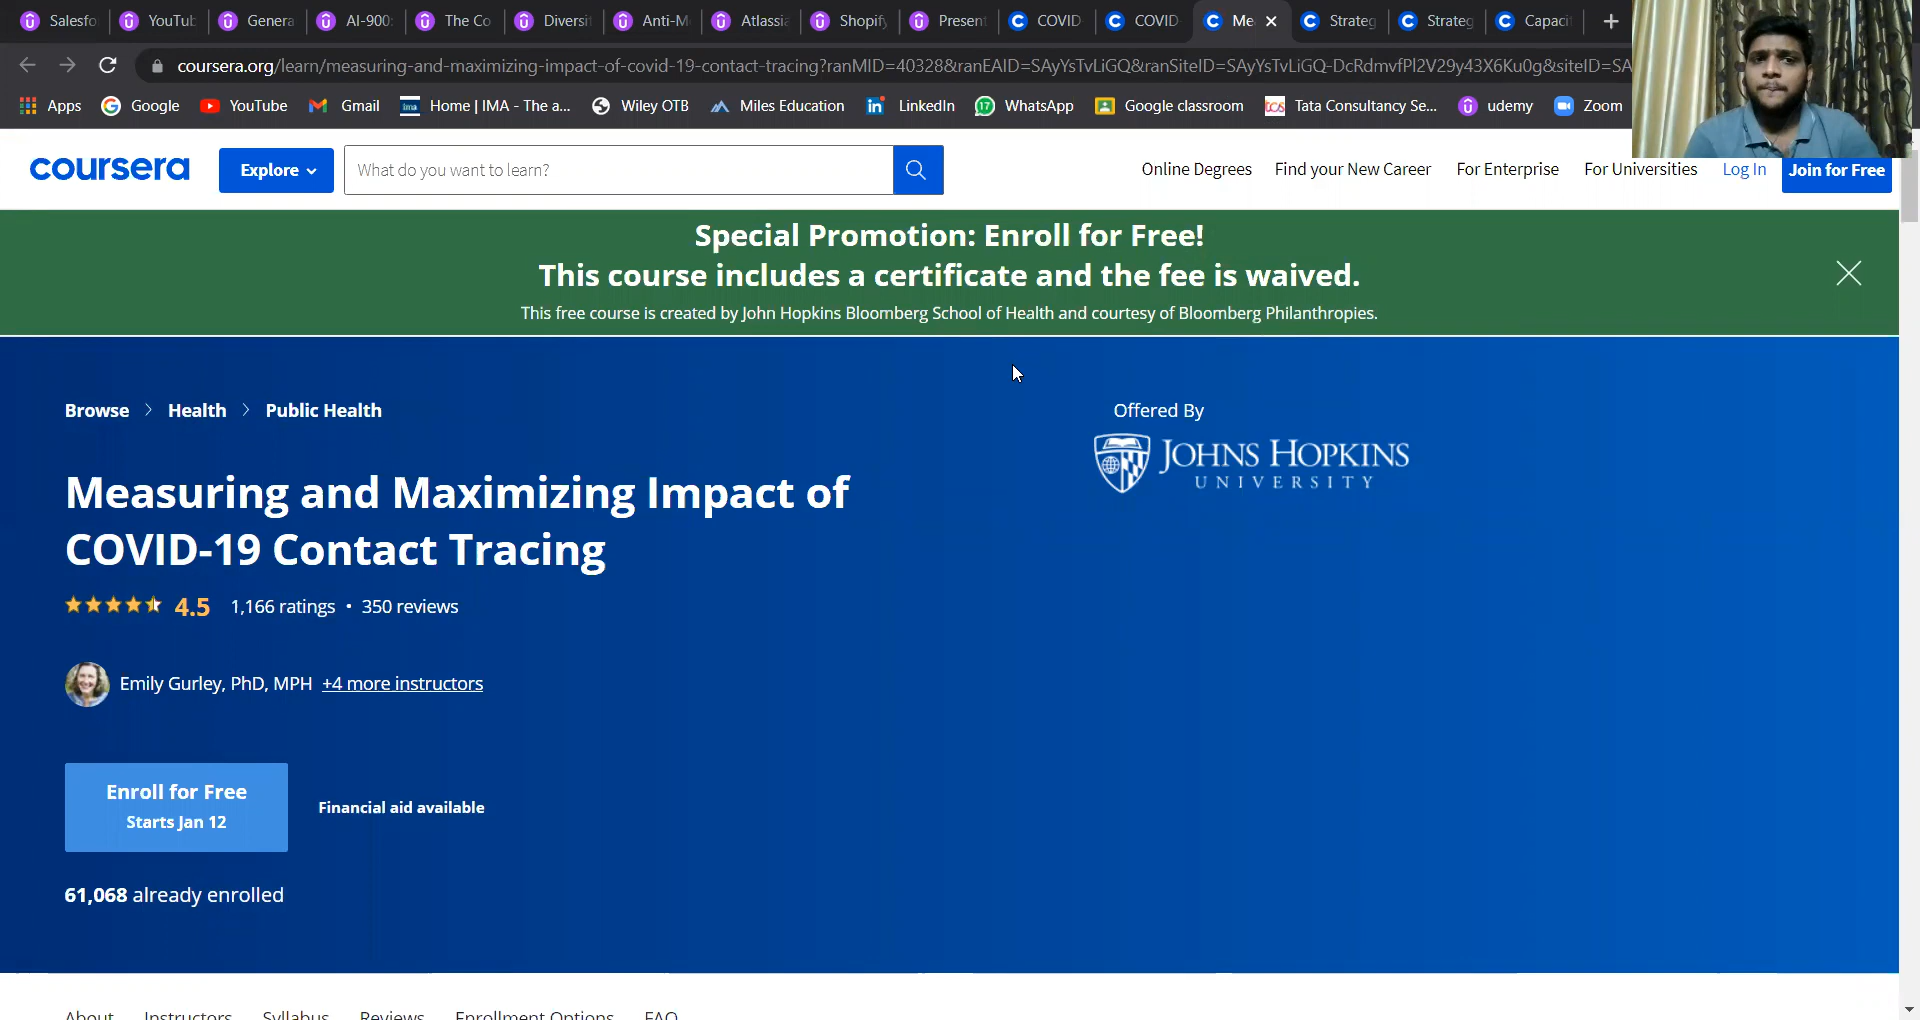 Salesfo
YouTub
Genera
AI-900:
The Co
Diversit
Anti-M
Atlassia
Shopify
Present
COVID
COVID
Me
Strateg
Strateg
Capacit
coursera.org/learn/measuring-and-maximizing-impact-of-covid-19-contact-tracing?ranMID=40328&ranEAID=SAyYsTvLiGQ&ranSiteID=SAyYsTvLiGQ-DcRdmvfPl2V29y43X6Ku0g&siteID=SA
Apps Google YouTube Gmail Home | IMA - The a... Wiley OTB Miles Education LinkedIn WhatsApp Google classroom Tata Consultancy Se... udemy Zoom
coursera Explore What do you want to learn? Online Degrees Find your New Career For Enterprise For Universities Log In Join for Free
Special Promotion: Enroll for Free!
This course includes a certificate and the fee is waived.
This free course is created by John Hopkins Bloomberg School of Health and courtesy of Bloomberg Philanthropies.
Browse > Health > Public Health
Offered By
JOHNS HOPKINS
UNIVERSITY
Measuring and Maximizing Impact of
COVID-19 Contact Tracing
4.5 1,166 ratings • 350 reviews
Emily Gurley, PhD, MPH +4 more instructors
Enroll for Free
Starts Jan 12
Financial aid available
61,068 already enrolled
About Instructors Syllabus Reviews Enrollment Options FAQ